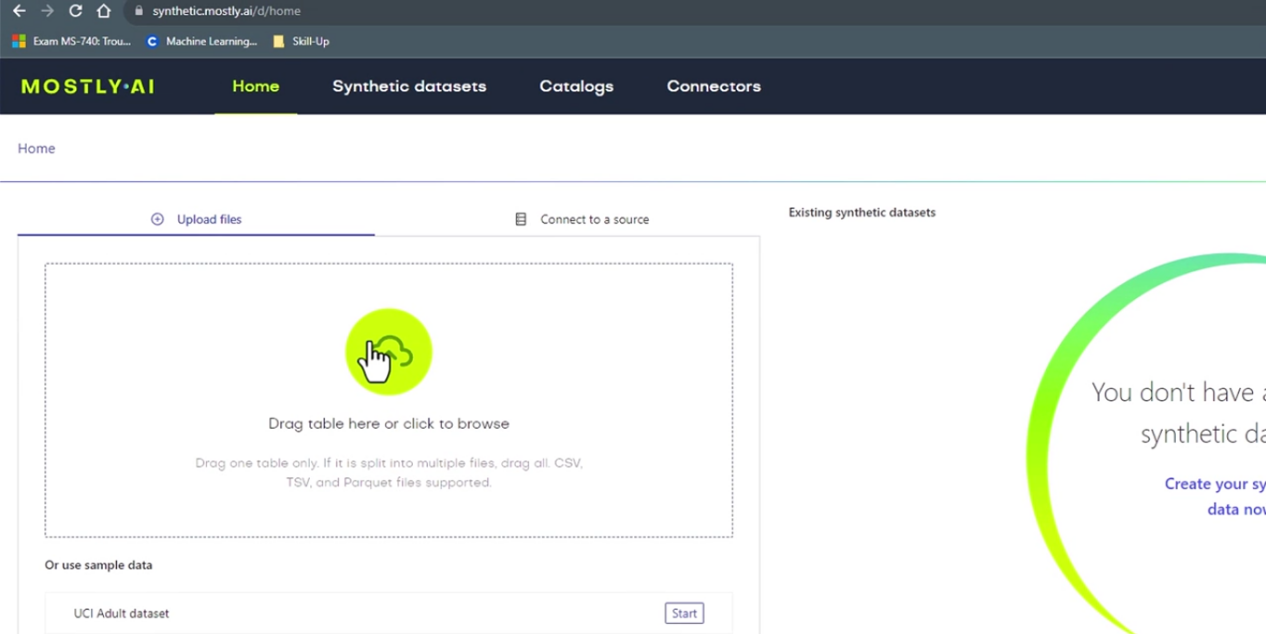 synthetic.mostly.ai/d/home
Exam MS-740: Trou... Machine Learning... Skill-Up
MOSTLY·AI Home Synthetic datasets Catalogs Connectors
Home
Upload files Connect to a source
Existing synthetic datasets
Drag table here or click to browse
Drag one table only. If it is split into multiple files, drag all. CSV,
TSV, and Parquet files supported.
You don't have
synthetic
Create your
data
Or use sample data
UCI Adult dataset Start